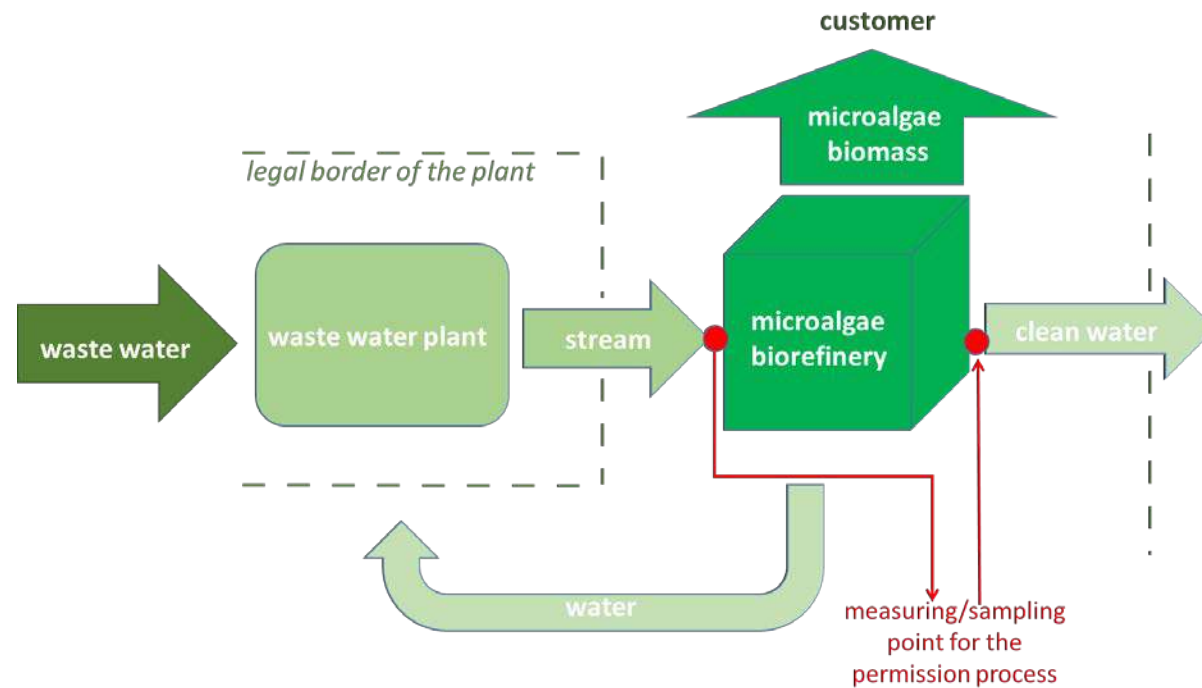 customer
microalgae
biomass
legal border of the plant
waste water
waste water plant
stream
microalgae
biorefinery
clean water
water
measuring/sampling
point for the
permission process